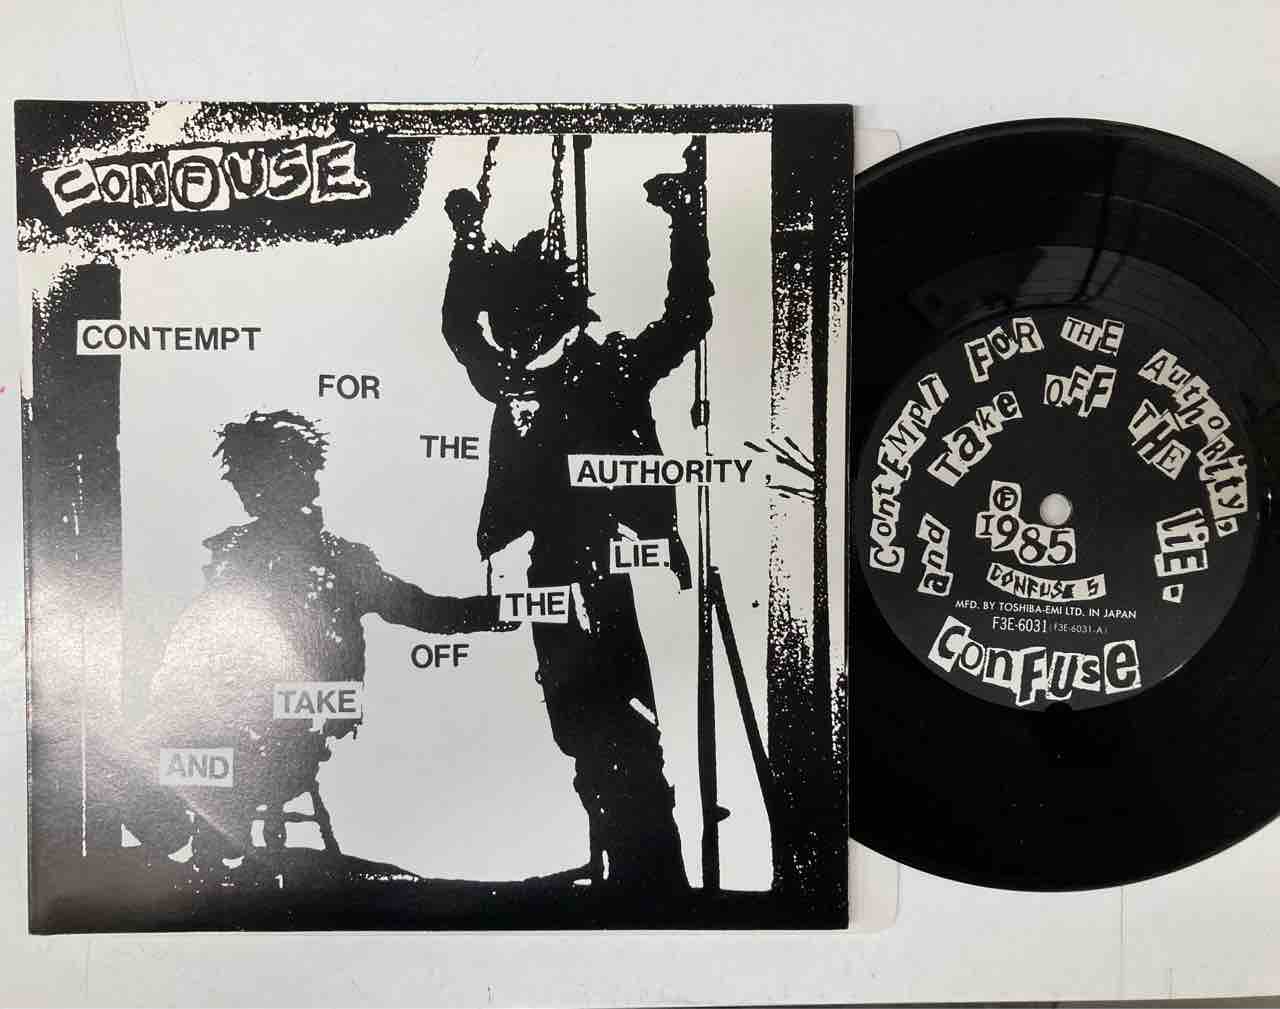 CONFUSE
CONTEMPT
FOR
THE
AUTHORITY,
AND
TAKE
OFF
THE
LIE.
ContEMpT FoR THE AuthoRity,
and Take OFF THE LiE.
Ⓕ
1985
CONFUSE 5
MFD. BY TOSHIBA-EMI LTD. IN JAPAN
F3E-6031 (F3E-6031-A)
ConFuse